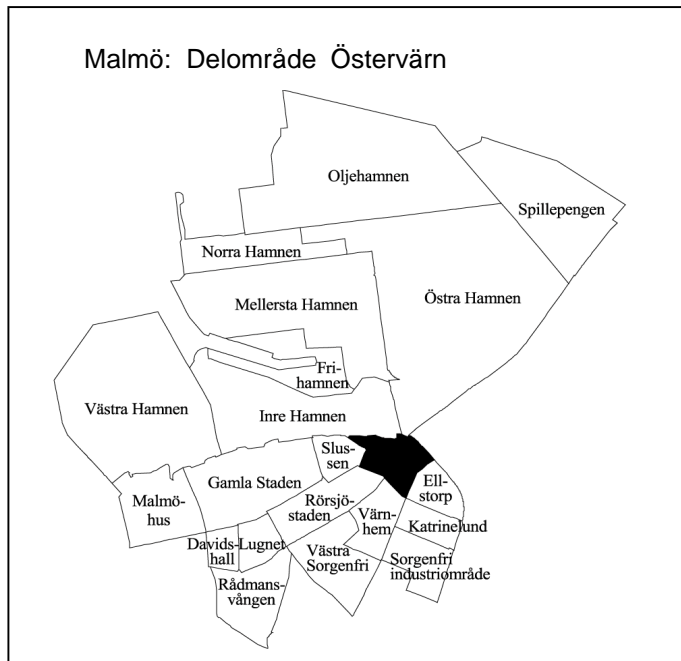 Malmö: Delområde Östervärn
Oljehamnen
Spillepengen
Norra Hamnen
Mellersta Hamnen
Östra Hamnen
Fri-
hamnen
Västra Hamnen
Inre Hamnen
Slus-
sen
Gamla Staden
Ell-
storp
Malmö-
hus
Rörsjö-
staden
Värn-
hem
Katrinelund
Davids-
hall
Lugnet
Västra
Sorgenfri
Sorgenfri
industriområde
Rådmans-
vången